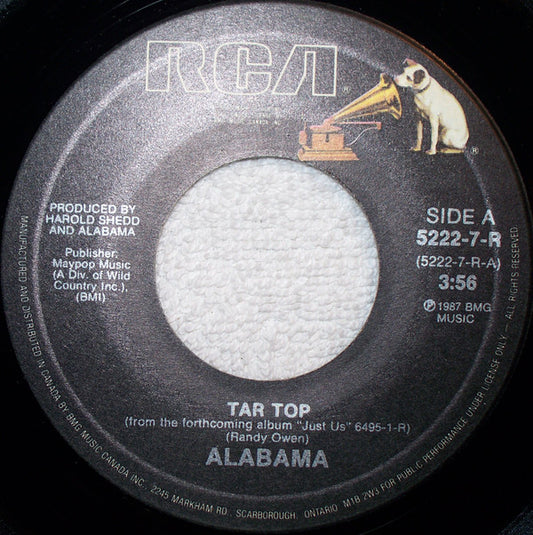 RCA
®
®
PRODUCED BY
HAROLD SHEDD
AND ALABAMA
Publisher:
Maypop Music
(A Div. of Wild
Country Inc.),
(BMI)
SIDE A
5222-7-R
(5222-7-R-A)
3:56
℗ 1987 BMG
MUSIC
TAR TOP
(from the forthcoming album "Just Us" 6495-1-R)
(Randy Owen)
ALABAMA
MANUFACTURED AND DISTRIBUTED IN CANADA BY BMG MUSIC CANADA INC. 2245 MARKHAM RD. SCARBOROUGH. ONTARIO M1B 2W3 FOR PUBLIC PERFORMANCE UNDER LICENSE ONLY — ALL RIGHTS RESERVED.